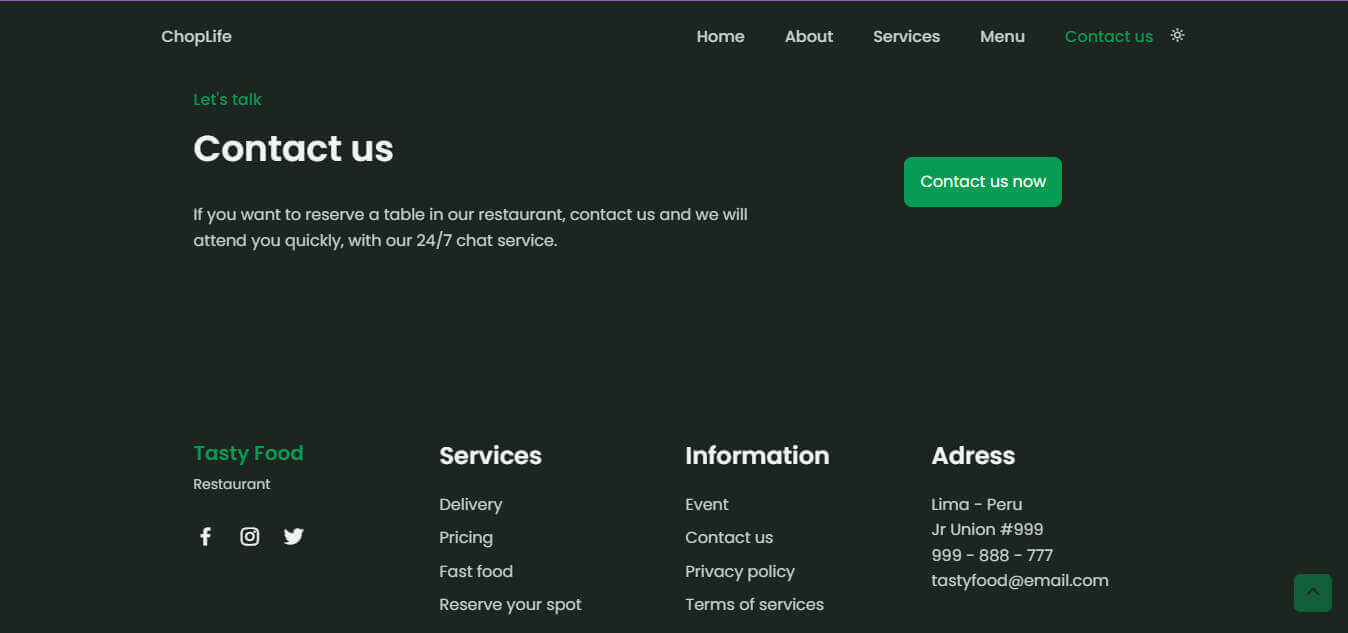 ChopLife
Home
About
Services
Menu
Contact us
Let's talk
Contact us
If you want to reserve a table in our restaurant, contact us and we will
attend you quickly, with our 24/7 chat service.
Contact us now
Tasty Food
Restaurant
Services
Delivery
Pricing
Fast food
Reserve your spot
Information
Event
Contact us
Privacy policy
Terms of services
Adress
Lima - Peru
Jr Union #999
999 - 888 - 777
tastyfood@email.com